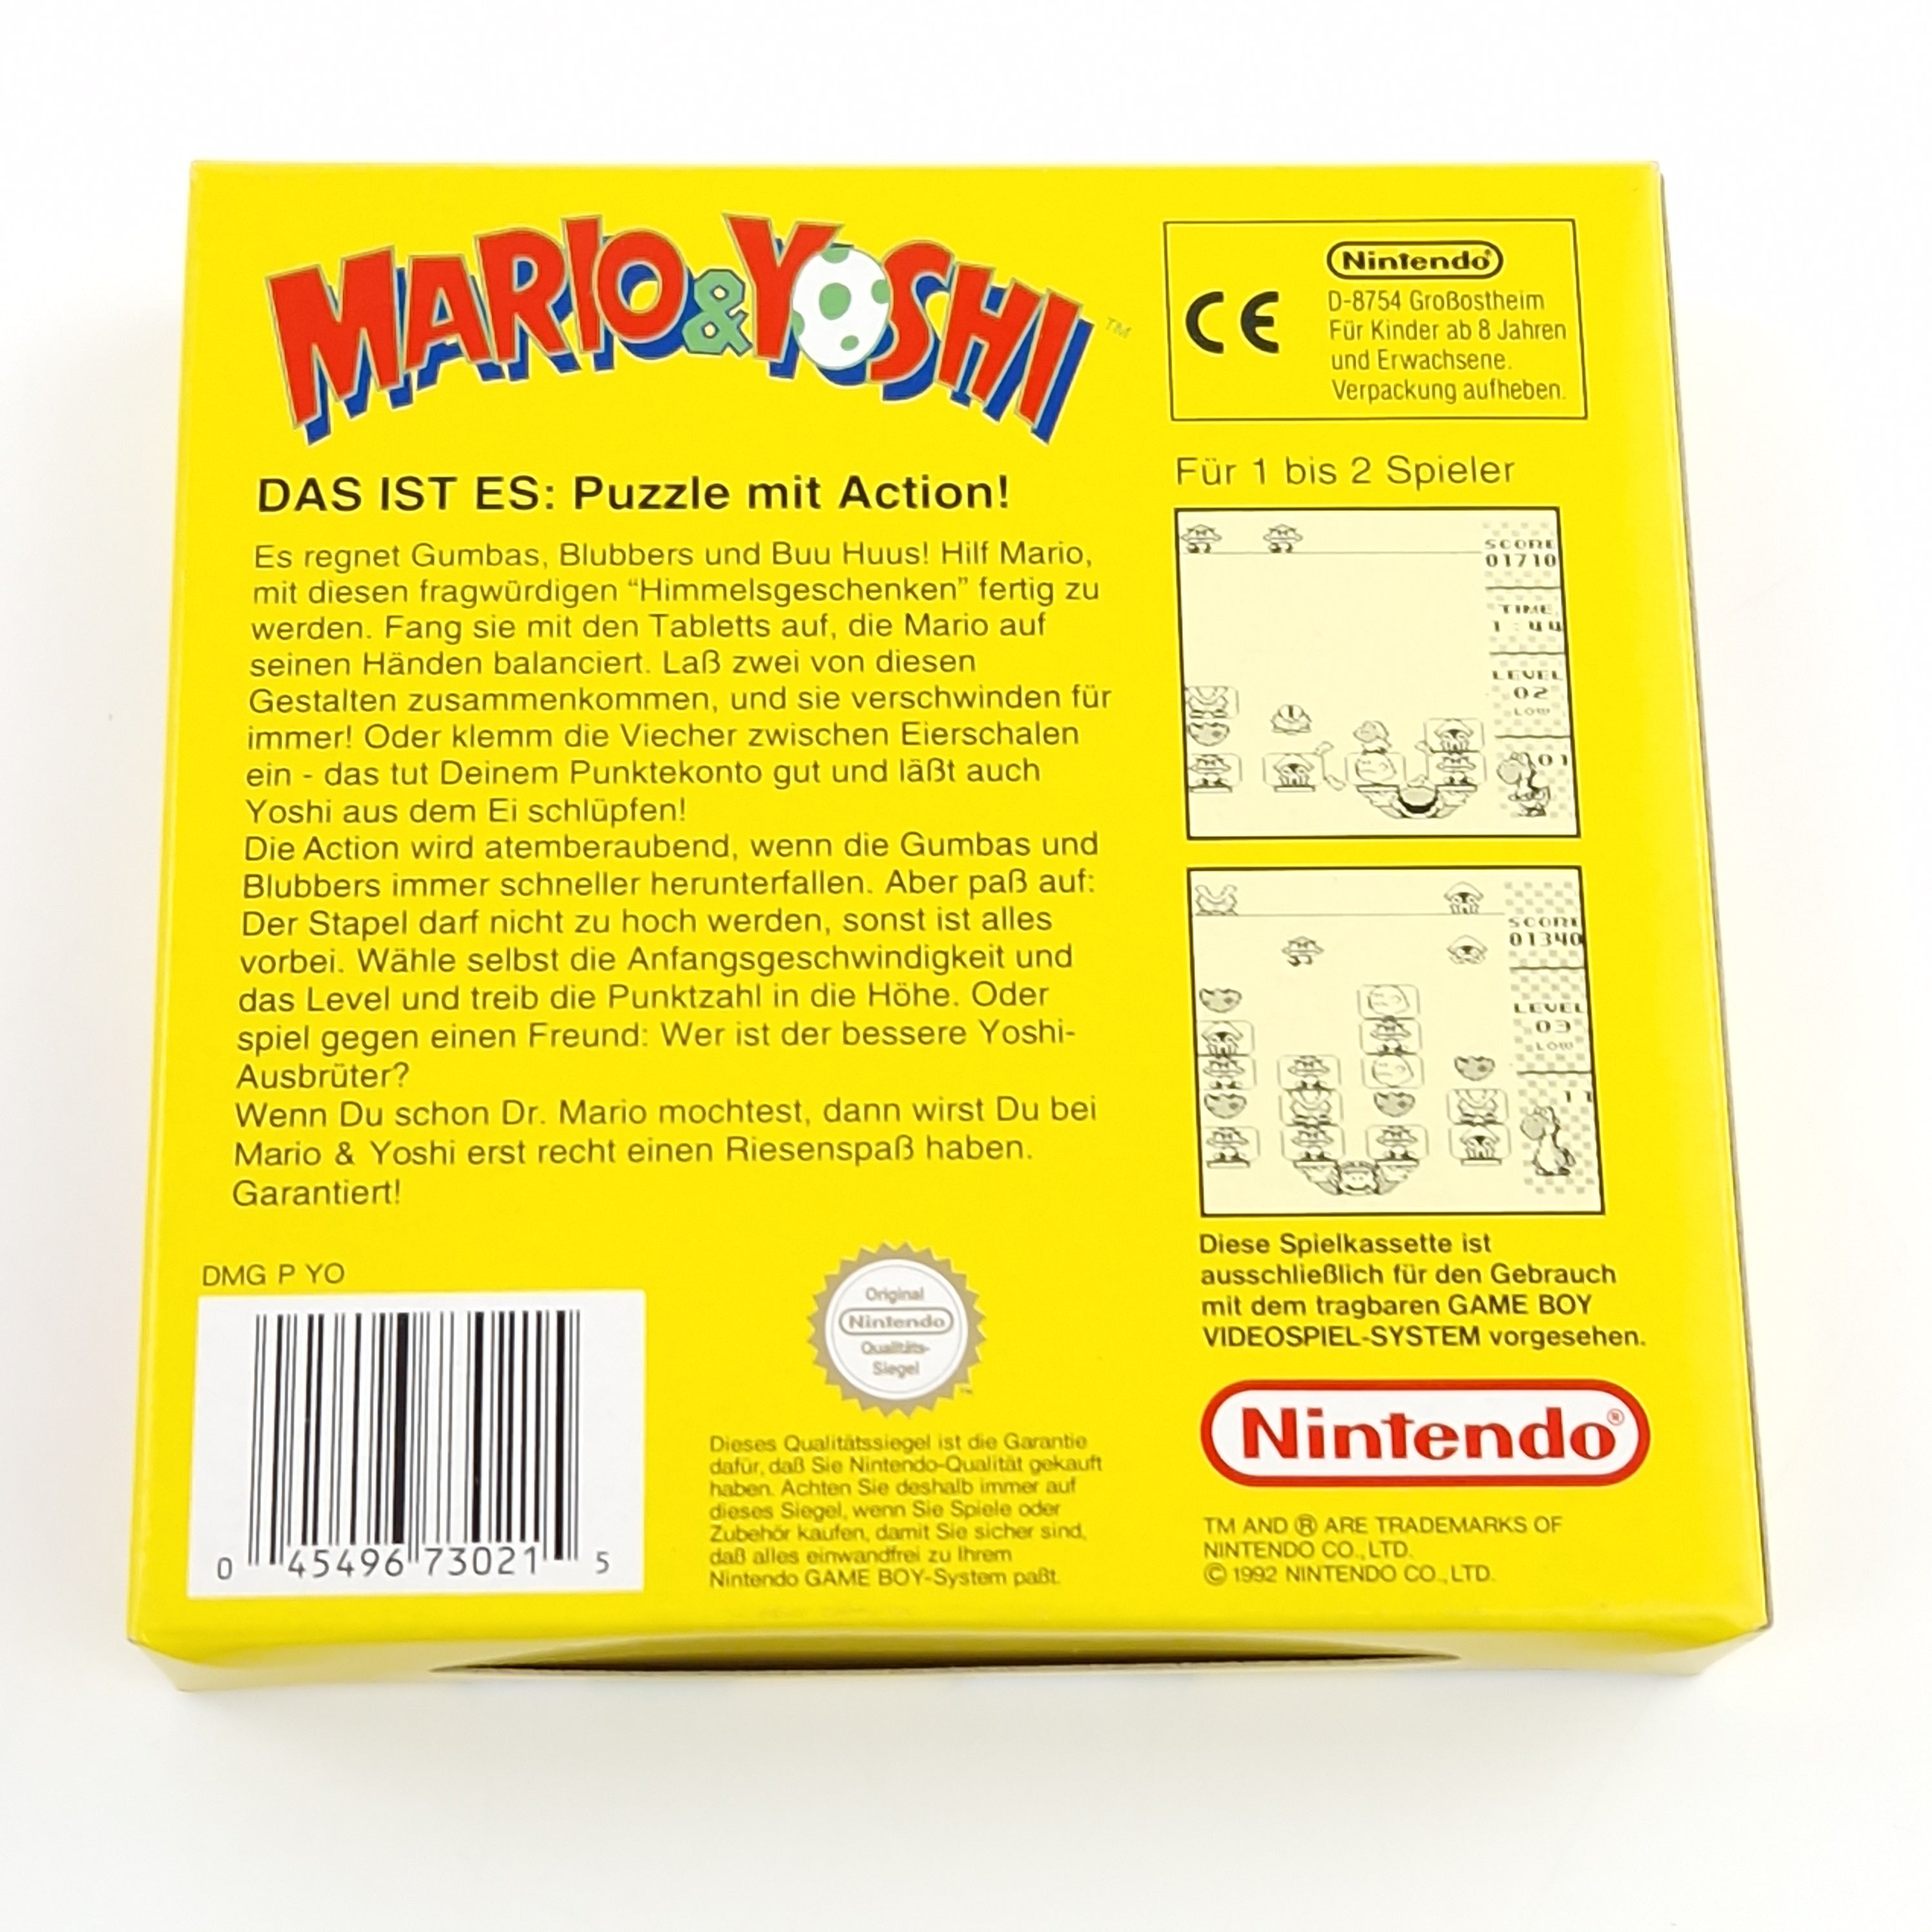 MARIO & YOSHI™
DAS IST ES: Puzzle mit Action!
Es regnet Gumbas, Blubbers und Buu Huus! Hilf Mario,
mit diesen fragwürdigen “Himmelsgeschenken” fertig zu
werden. Fang sie mit den Tabletts auf, die Mario auf
seinen Händen balanciert. Laß zwei von diesen
Gestalten zusammenkommen, und sie verschwinden für
immer! Oder klemm die Viecher zwischen Eierschalen
ein - das tut Deinem Punktekonto gut und läßt auch
Yoshi aus dem Ei schlüpfen!
Die Action wird atemberaubend, wenn die Gumbas und
Blubbers immer schneller herunterfallen. Aber paß auf:
Der Stapel darf nicht zu hoch werden, sonst ist alles
vorbei. Wähle selbst die Anfangsgeschwindigkeit und
das Level und treib die Punktzahl in die Höhe. Oder
spiel gegen einen Freund: Wer ist der bessere Yoshi-
Ausbrüter?
Wenn Du schon Dr. Mario mochtest, dann wirst Du bei
Mario & Yoshi erst recht einen Riesenspaß haben.
Garantiert!
DMG P YO
0 45496 73021 5
Original
Nintendo
Qualitäts-
Siegel
™
Dieses Qualitätssiegel ist die Garantie
dafür, daß Sie Nintendo-Qualität gekauft
haben. Achten Sie deshalb immer auf
dieses Siegel, wenn Sie Spiele oder
Zubehör kaufen, damit Sie sicher sind,
daß alles einwandfrei zu Ihrem
Nintendo GAME BOY-System paßt.
CE
Nintendo®
D-8754 Großostheim
Für Kinder ab 8 Jahren
und Erwachsene.
Verpackung aufheben.
Für 1 bis 2 Spieler
SCORE
01710
TIME
1:44
LEVEL
02
LOW
01
SCORE
01340
LEVEL
03
LOW
11
Diese Spielkassette ist
ausschließlich für den Gebrauch
mit dem tragbaren GAME BOY
VIDEOSPIEL-SYSTEM vorgesehen.
Nintendo®
TM AND ® ARE TRADEMARKS OF
NINTENDO CO., LTD.
© 1992 NINTENDO CO., LTD.